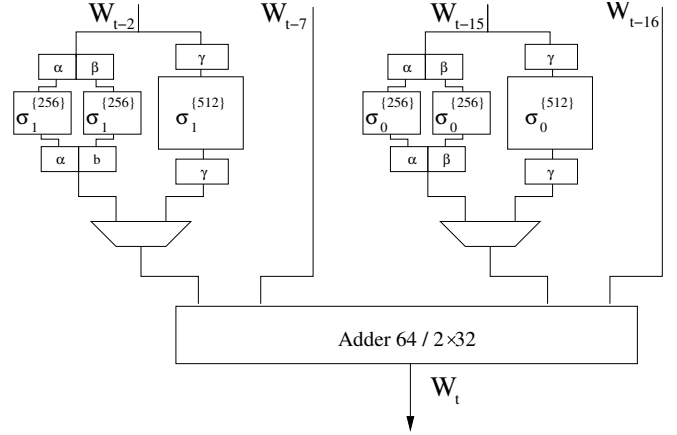 W_{t−2} W_{t−7} W_{t−15} W_{t−16}
γ γ
α β α β
σ_1^{256} σ_1^{256} σ_1^{512} σ_0^{256} σ_0^{256} σ_0^{512}
α b α β
γ γ
Adder 64 / 2×32
W_t